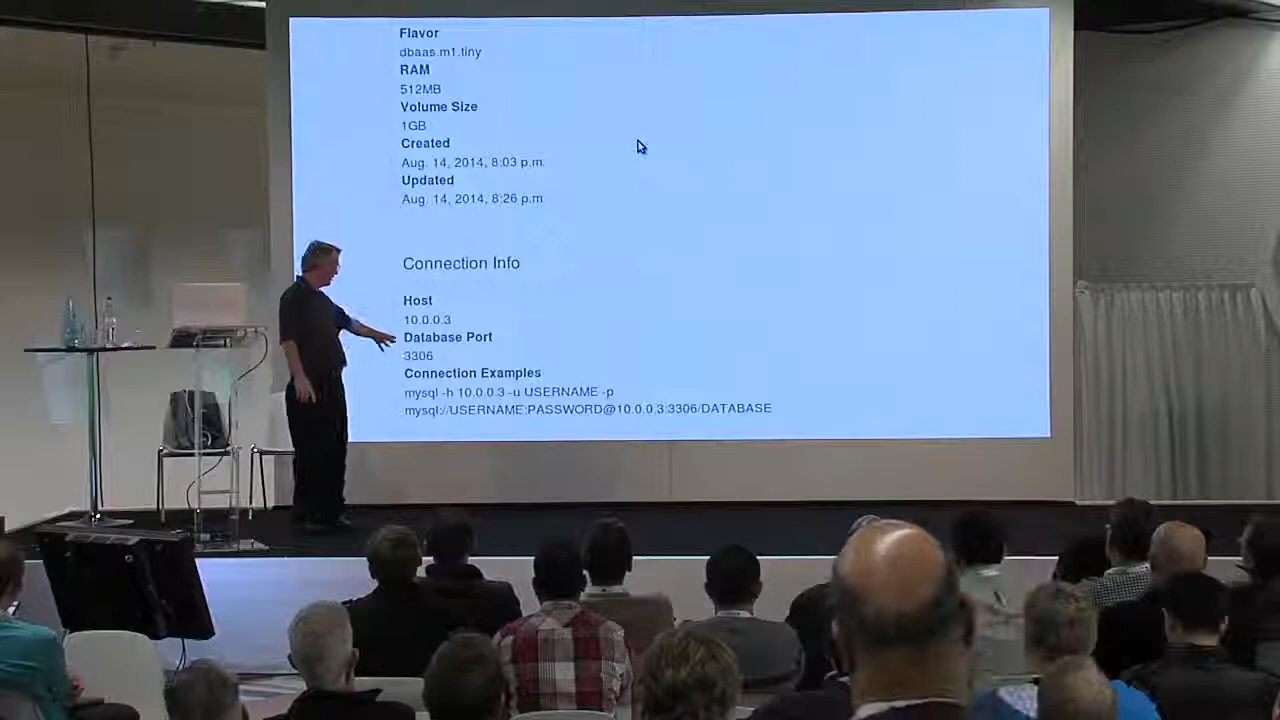 Flavor
dbaas.m1.tiny
RAM
512MB
Volume Size
1GB
Created
Aug. 14, 2014, 8:03 p.m.
Updated
Aug. 14, 2014, 8:26 p.m.
Connection Info
Host
10.0.0.3
Database Port
3306
Connection Examples
mysql -h 10.0.0.3 -u USERNAME -p
mysql://USERNAME:PASSWORD@10.0.0.3:3306/DATABASE